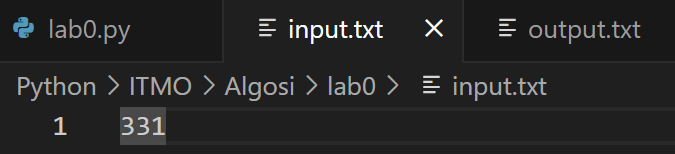 lab0.py input.txt × output.txt
Python > ITMO > Algosi > lab0 > input.txt
1 331